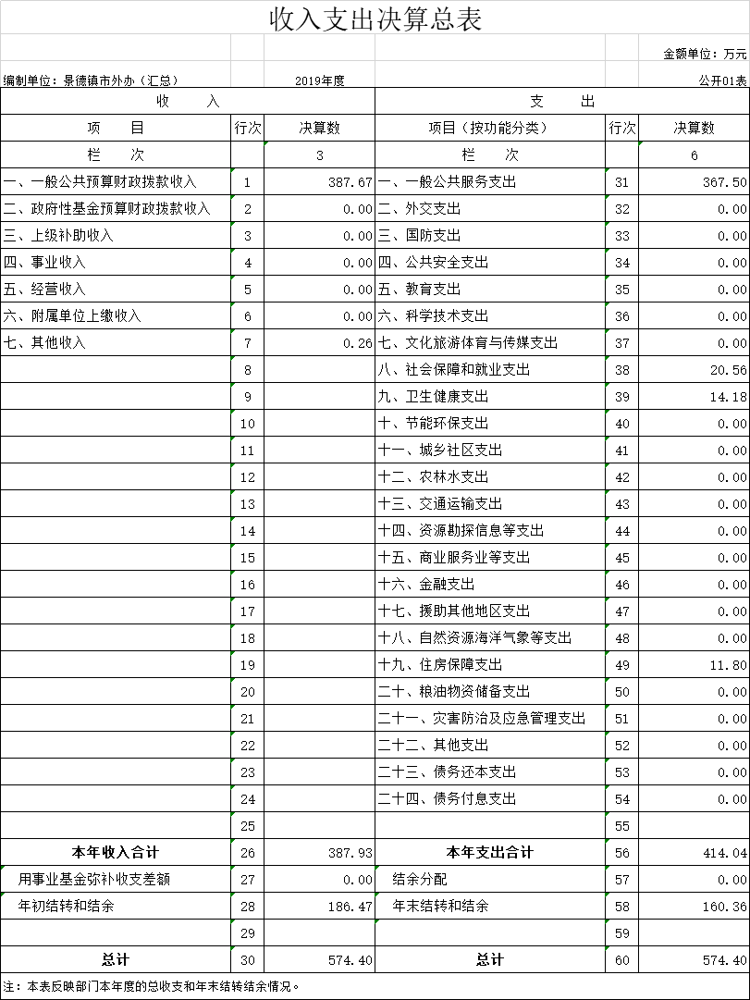 收入支出决算总表
金额单位：万元
编制单位：景德镇市外办（汇总） 2019年度 公开01表
收 入 支 出
项 目 行次 决算数 项目（按功能分类） 行次 决算数
栏 次 3 栏 次 6
一、一般公共预算财政拨款收入 1 387.67 一、一般公共服务支出 31 367.50
二、政府性基金预算财政拨款收入 2 0.00 二、外交支出 32 0.00
三、上级补助收入 3 0.00 三、国防支出 33 0.00
四、事业收入 4 0.00 四、公共安全支出 34 0.00
五、经营收入 5 0.00 五、教育支出 35 0.00
六、附属单位上缴收入 6 0.00 六、科学技术支出 36 0.00
七、其他收入 7 0.26 七、文化旅游体育与传媒支出 37 0.00
8 八、社会保障和就业支出 38 20.56
9 九、卫生健康支出 39 14.18
10 十、节能环保支出 40 0.00
11 十一、城乡社区支出 41 0.00
12 十二、农林水支出 42 0.00
13 十三、交通运输支出 43 0.00
14 十四、资源勘探信息等支出 44 0.00
15 十五、商业服务业等支出 45 0.00
16 十六、金融支出 46 0.00
17 十七、援助其他地区支出 47 0.00
18 十八、自然资源海洋气象等支出 48 0.00
19 十九、住房保障支出 49 11.80
20 二十、粮油物资储备支出 50 0.00
21 二十一、灾害防治及应急管理支出 51 0.00
22 二十二、其他支出 52 0.00
23 二十三、债务还本支出 53 0.00
24 二十四、债务付息支出 54 0.00
25 55
本年收入合计 26 387.93 本年支出合计 56 414.04
用事业基金弥补收支差额 27 0.00 结余分配 57 0.00
年初结转和结余 28 186.47 年末结转和结余 58 160.36
29 59
总计 30 574.40 总计 60 574.40
注：本表反映部门本年度的总收支和年末结转结余情况。